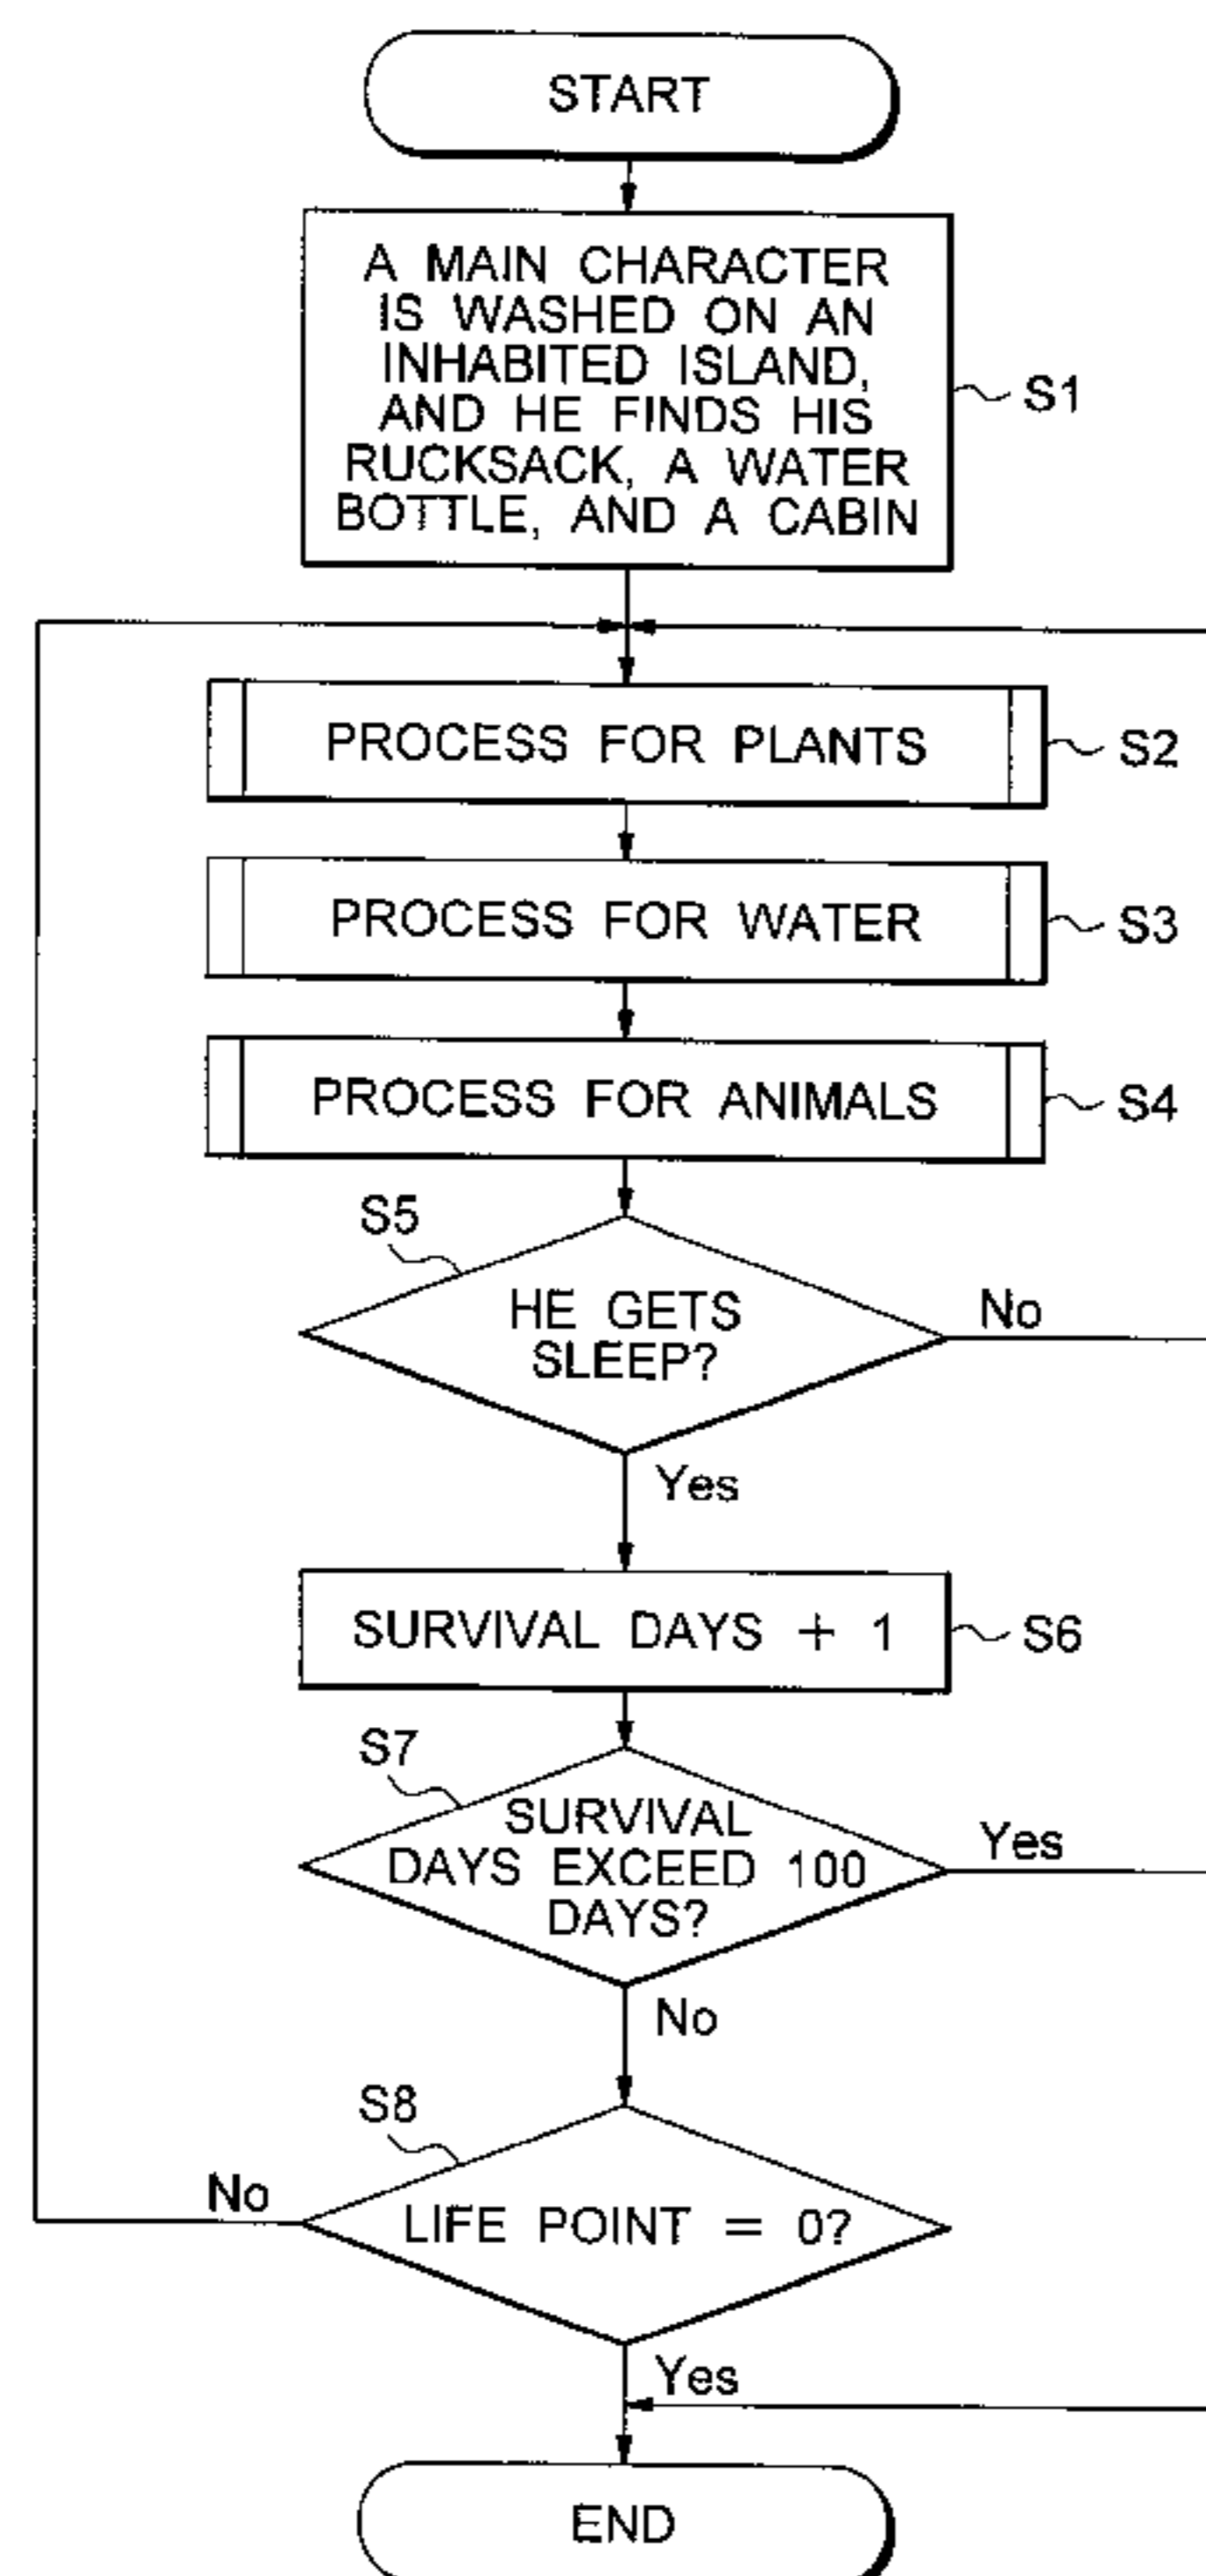 START
A MAIN CHARACTER
IS WASHED ON AN
INHABITED ISLAND,
AND HE FINDS HIS
RUCKSACK, A WATER
BOTTLE, AND A CABIN
S1
PROCESS FOR PLANTS
S2
PROCESS FOR WATER
S3
PROCESS FOR ANIMALS
S4
S5
HE GETS
SLEEP?
No
Yes
SURVIVAL DAYS + 1
S6
S7
SURVIVAL
DAYS EXCEED 100
DAYS?
Yes
No
S8
No
LIFE POINT = 0?
Yes
END